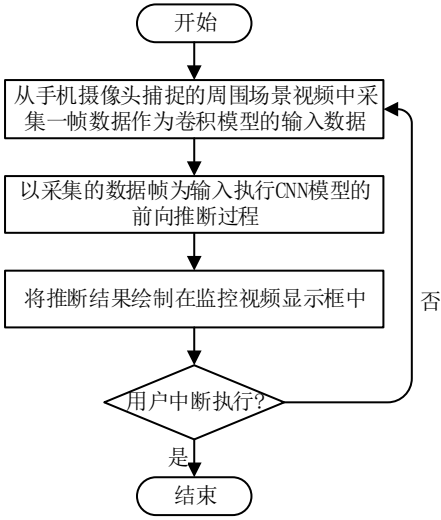 开始
从手机摄像头捕捉的周围场景视频中采
集一帧数据作为卷积模型的输入数据
以采集的数据帧为输入执行CNN模型的
前向推断过程
将推断结果绘制在监控视频显示框中
否
用户中断执行?
是
结束